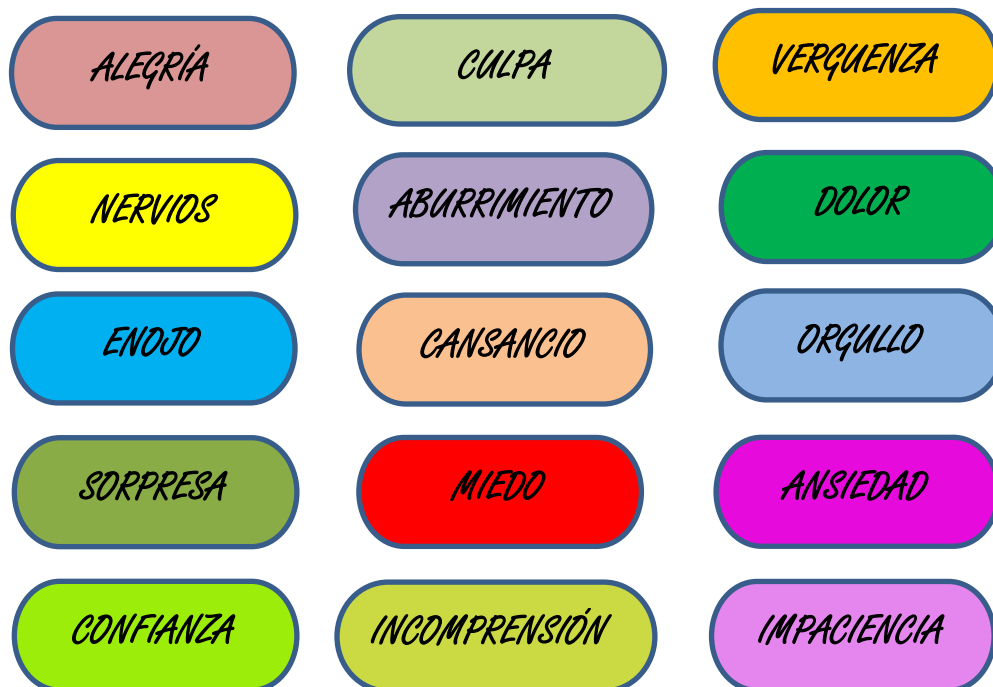 ALEGRÍA
CULPA
VERGUENZA
NERVIOS
ABURRIMIENTO
DOLOR
ENOJO
CANSANCIO
ORGULLO
SORPRESA
MIEDO
ANSIEDAD
CONFIANZA
INCOMPRENSIÓN
IMPACIENCIA